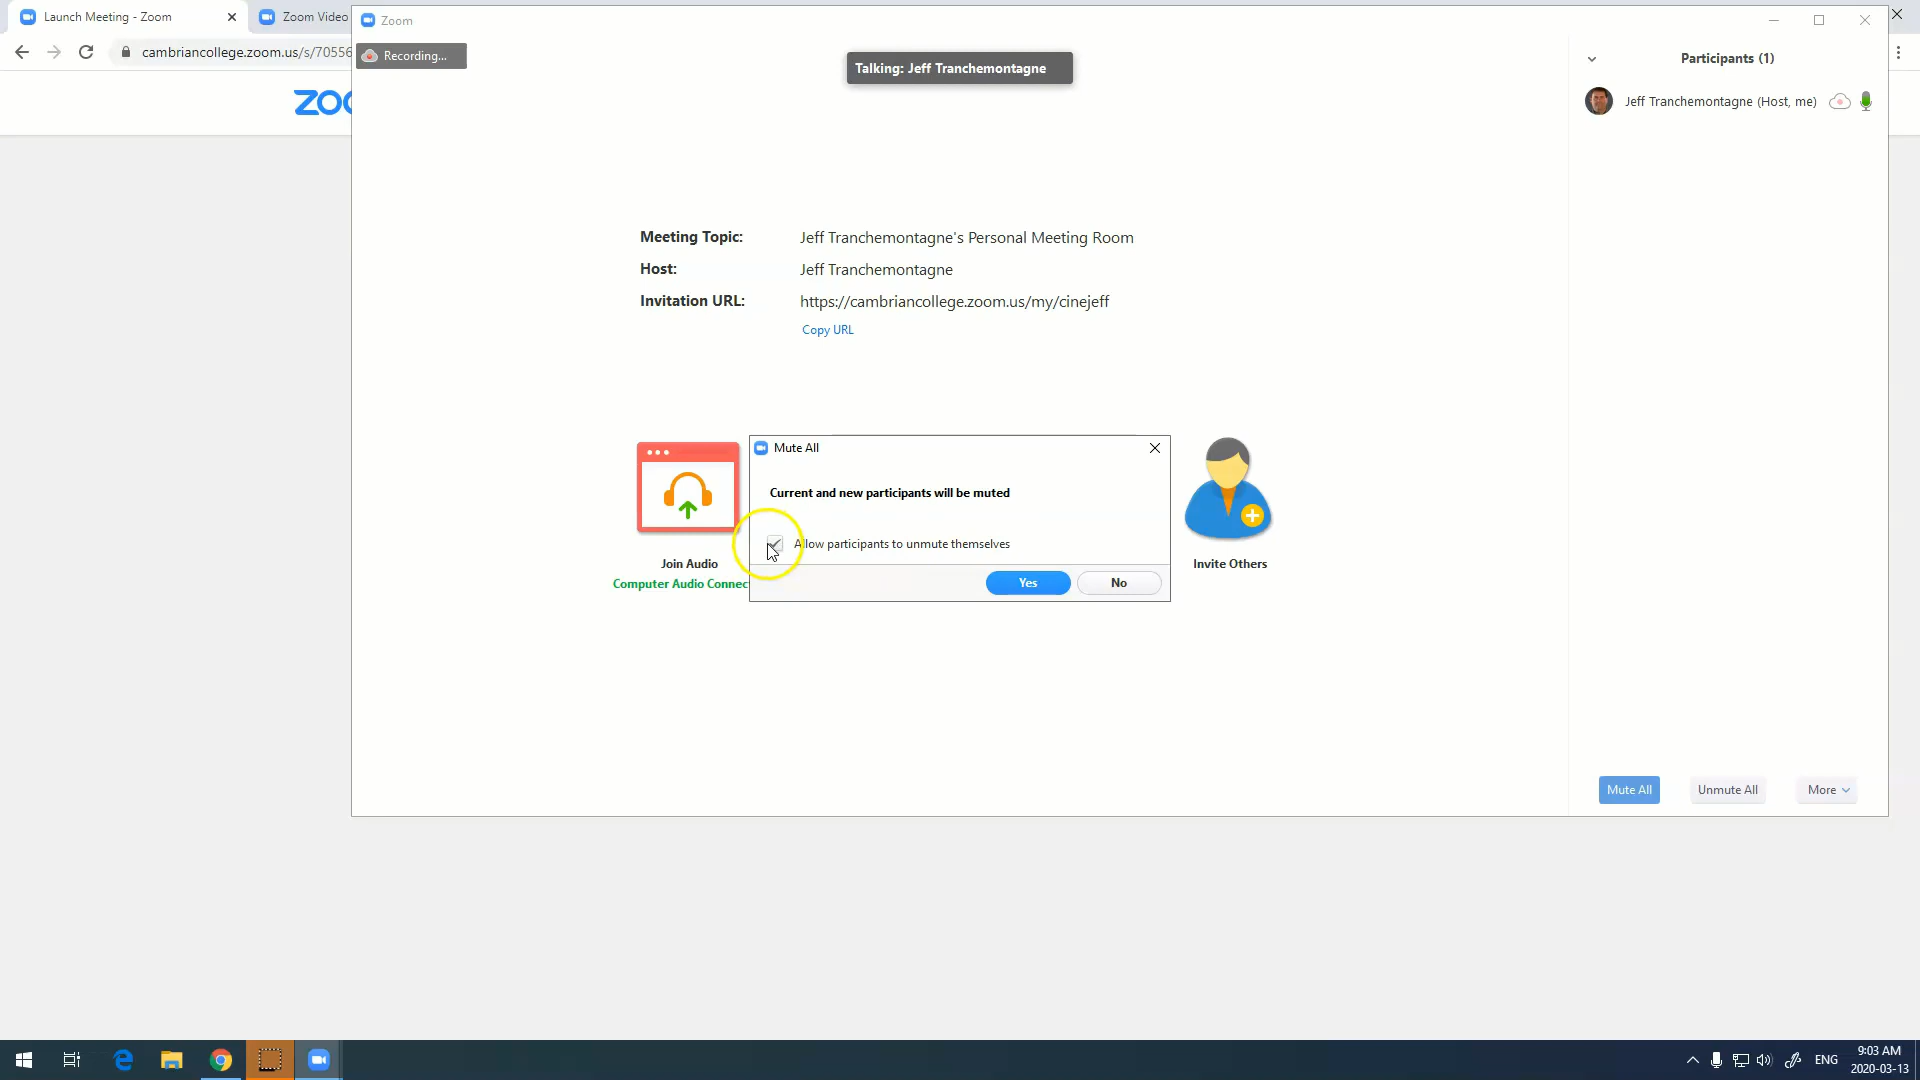 Launch Meeting - Zoom
Zoom Video
cambriancollege.zoom.us/s/70556
Zoom
Recording...
Talking: Jeff Tranchemontagne
Participants (1)
Jeff Tranchemontagne (Host, me)
Meeting Topic: Jeff Tranchemontagne's Personal Meeting Room
Host: Jeff Tranchemontagne
Invitation URL: https://cambriancollege.zoom.us/my/cinejeff
Copy URL
Mute All
Current and new participants will be muted
Allow participants to unmute themselves
Yes
No
Join Audio
Computer Audio Connec
Invite Others
Mute All
Unmute All
More
ENG
9:03 AM
2020-03-13